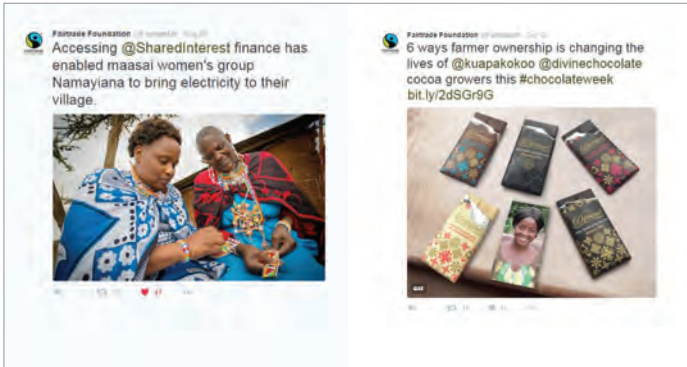 Fairtrade Foundation
Accessing @SharedInterest finance has
enabled maasai women's group
Namayiana to bring electricity to their
village.
Fairtrade Foundation
6 ways farmer ownership is changing the
lives of @kuapakokoo @divinechocolate
cocoa growers this #chocolateweek
bit.ly/2dSGr9G
GIF